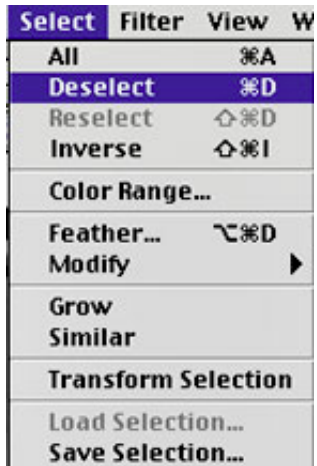 Select Filter View W
All ⌘A
Deselect ⌘D
Reselect ⇧⌘D
Inverse ⇧⌘I
Color Range...
Feather... ⌥⌘D
Modify
Grow
Similar
Transform Selection
Load Selection...
Save Selection...